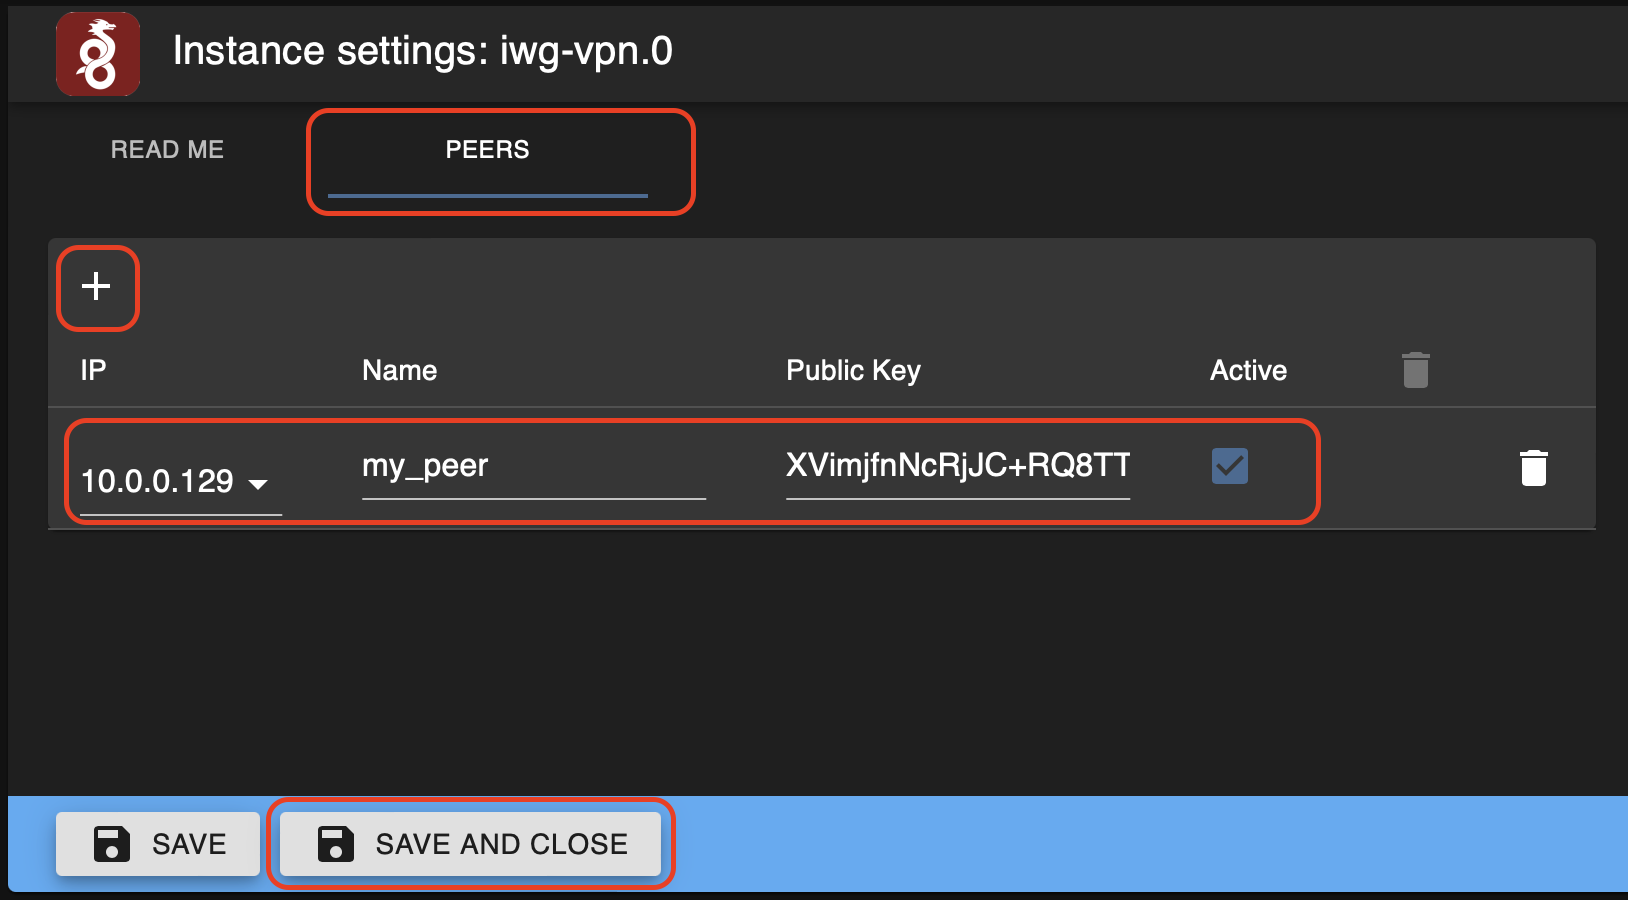 Instance settings: iwg-vpn.0
READ ME PEERS
IP Name Public Key Active
10.0.0.129 my_peer XVimjfnNcRjJC+RQ8TT
SAVE SAVE AND CLOSE